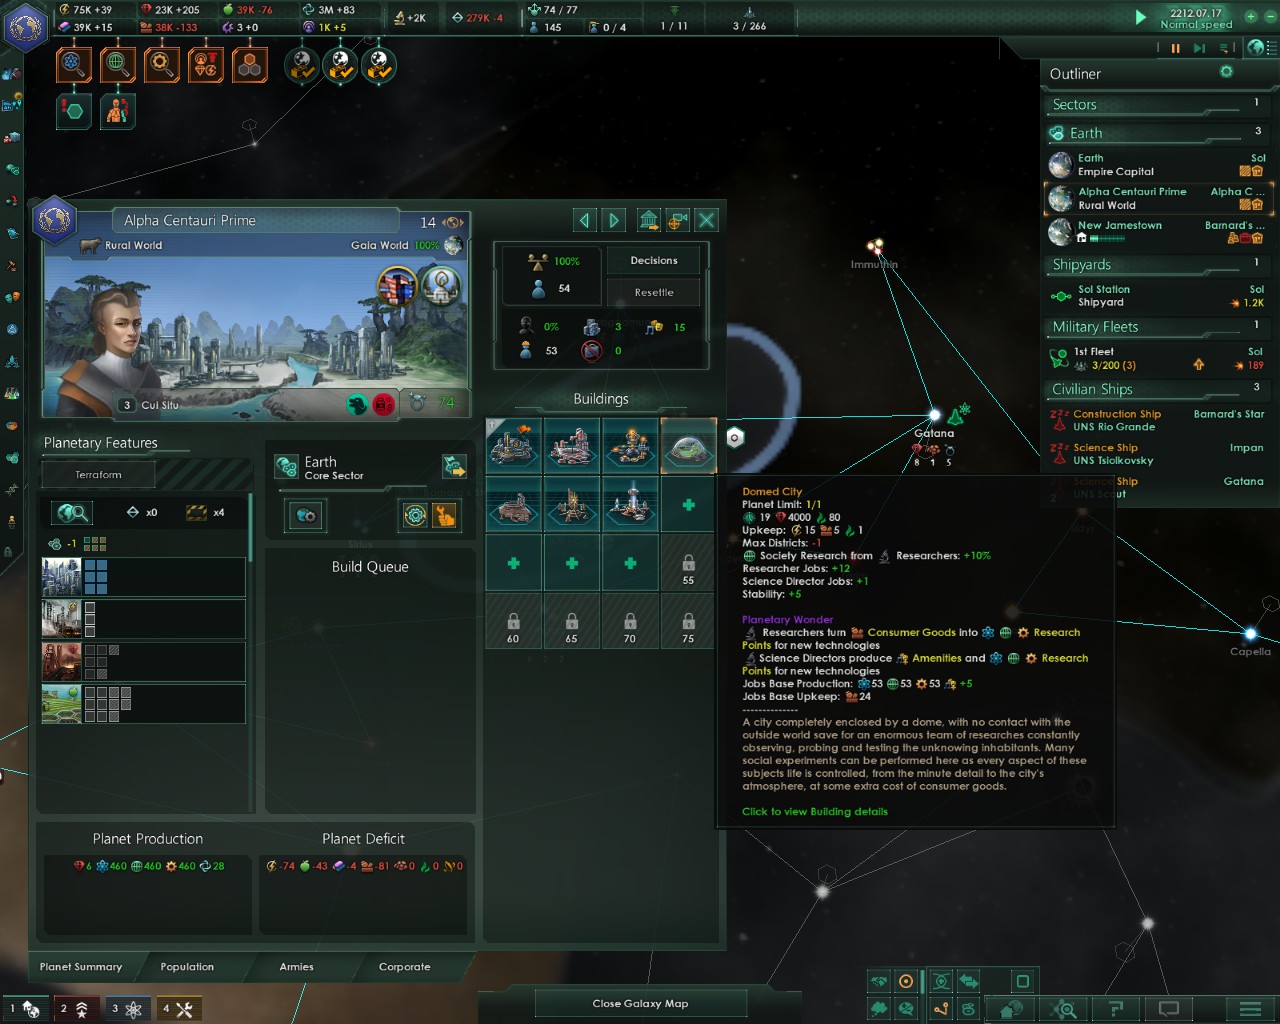 75K +39
23K +205
39K -76
3M +83
+2K
279K -4
74 / 77
39K +15
38K -133
3 +0
1K +5
145
0 / 4
1 / 11
3 / 266
2212.07.17
Normal speed
Outliner
Sectors 1
Earth 3
Earth Sol
Empire Capital
Alpha Centauri Prime Alpha C ...
Rural World
New Jamestown Barnard's ...
Shipyards 1
Sol Station Sol
Shipyard 1.2K
Military Fleets 1
1st Fleet Sol
3/200 (3) 189
Civilian Ships 3
Construction Ship Barnard's Star
UNS Rio Grande
Science Ship Impan
UNS Tsiolkovsky
Science Ship Gatana
UNS Scout
Alpha Centauri Prime 14
Rural World Gaia World 100%
3 Cui Situ 74
100%
54
Decisions
Resettle
0% 3 15
53 0
Buildings
55
60 65 70 75
Planetary Features
Terraform
x0 x4
-1
Earth
Core Sector
Build Queue
Planet Production
6 460 460 460 28
Planet Deficit
-74 -43 -4 -81 0 0 0
Planet Summary
Population
Armies
Corporate
1 2 3 4
Close Galaxy Map
Immuthin
Gatana
8 1 5
Capella
Domed City
Planet Limit: 1/1
19 4000 80
Upkeep: 15 5 1
Max Districts: -1
Society Research from Researchers: +10%
Researcher Jobs: +12
Science Director Jobs: +1
Stability: +5
Planetary Wonder
Researchers turn Consumer Goods into Research
Points for new technologies
Science Directors produce Amenities and Research
Points for new technologies
Jobs Base Production: 53 53 53 +5
Jobs Base Upkeep: 24
--------------
A city completely enclosed by a dome, with no contact with the
outside world save for an enormous team of researches constantly
observing, probing and testing the unknowing inhabitants. Many
social experiments can be performed here as every aspect of these
subjects life is controlled, from the minute detail to the city's
atmosphere, at some extra cost of consumer goods.
Click to view Building details